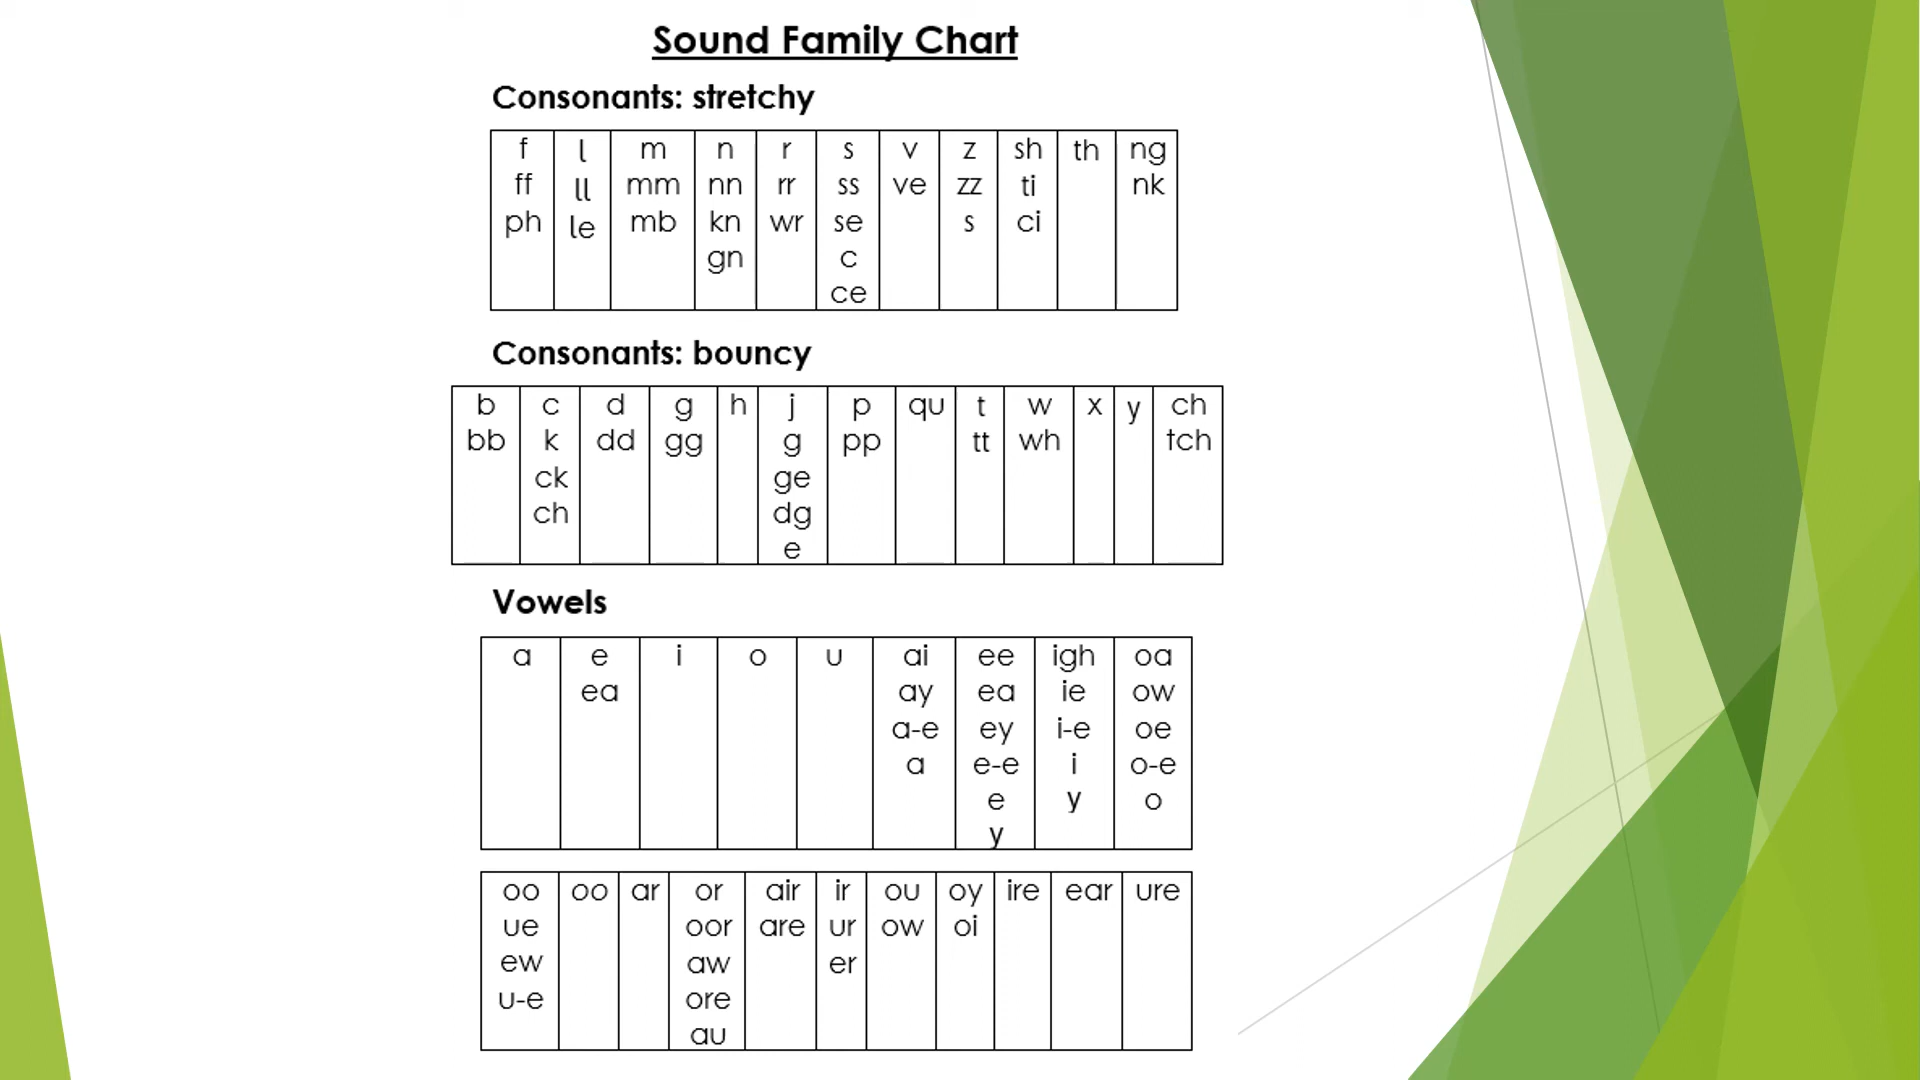 Sound Family Chart
Consonants: stretchy
f l m n r s v z sh th ng
ff ll mm nn rr ss ve zz ti nk
ph le mb kn wr se s ci
gn c
ce
Consonants: bouncy
b c d g h j p qu t w x y ch
bb k dd gg g pp tt wh tch
ck ge
ch dg
e
Vowels
a e i o u ai ee igh oa
ea ay ea ie ow
a-e ey i-e oe
a e-e i o-e
e y o
y
oo oo ar or air ir ou oy ire ear ure
ue oor are ur ow oi
ew aw er
u-e ore
au